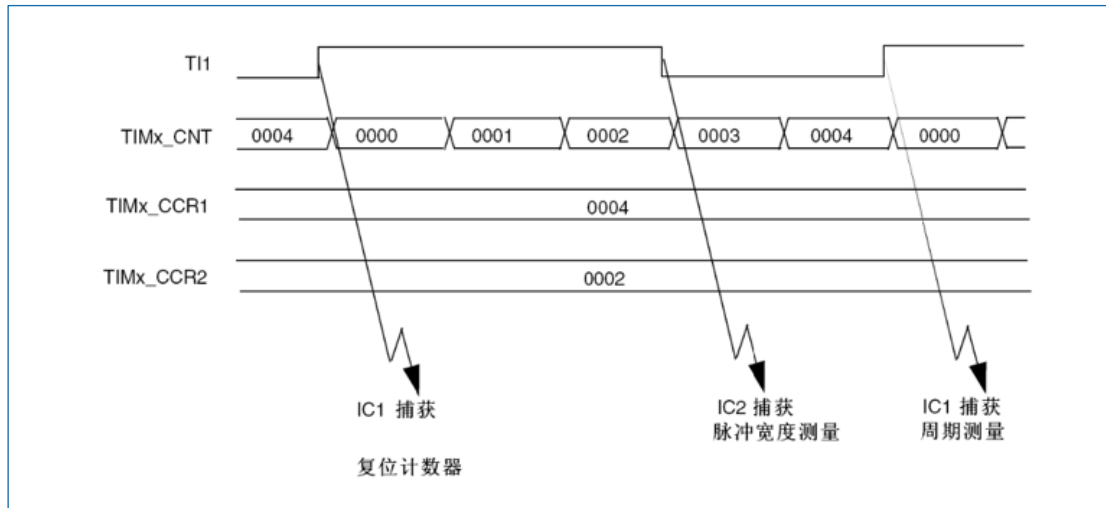 TI1
TIMx_CNT
0004 0000 0001 0002 0003 0004 0000
TIMx_CCR1
0004
TIMx_CCR2
0002
IC1 捕获
复位计数器
IC2 捕获
脉冲宽度测量
IC1 捕获
周期测量